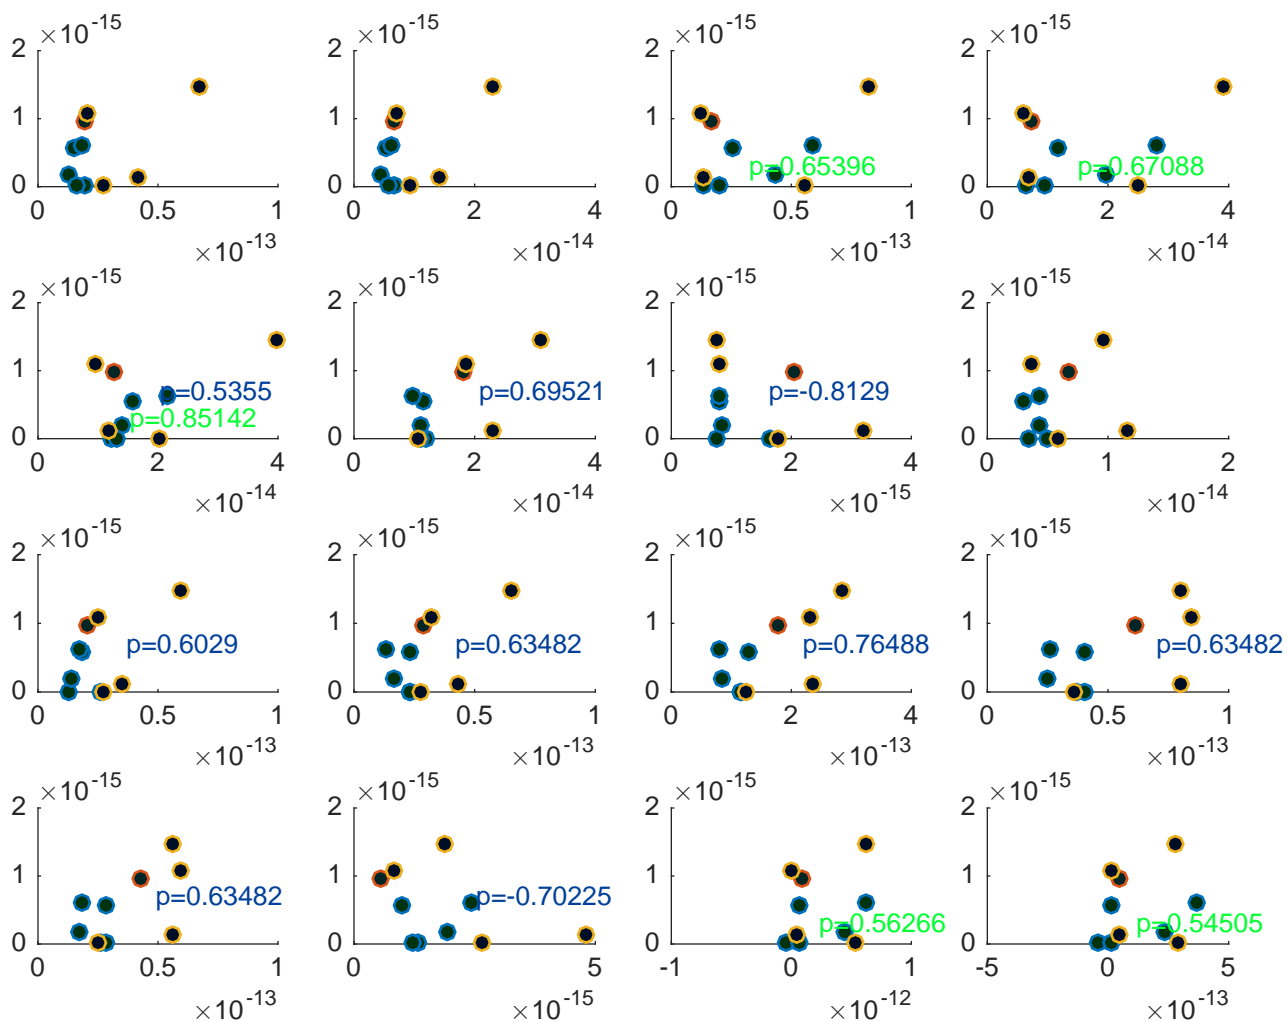 ×10^-15 ×10^-15 ×10^-15 ×10^-15
2 2 2 2
1 1 1 1
p=0.65396 p=0.67088
0 0 0 0
0 0.5 1 0 2 4 0 0.5 1 0 2 4
×10^-13 ×10^-14 ×10^-13 ×10^-14
×10^-15 ×10^-15 ×10^-15 ×10^-15
2 2 2 2
1 1 1 1
p=0.5355 p=0.69521 p=-0.8129
p=0.85142
0 0 0 0
0 2 4 0 2 4 0 2 4 0 1 2
×10^-14 ×10^-14 ×10^-15 ×10^-14
×10^-15 ×10^-15 ×10^-15 ×10^-15
2 2 2 2
1 1 1 1
p=0.6029 p=0.63482 p=0.76488 p=0.63482
0 0 0 0
0 0.5 1 0 0.5 1 0 2 4 0 0.5 1
×10^-13 ×10^-13 ×10^-13 ×10^-13
×10^-15 ×10^-15 ×10^-15 ×10^-15
2 2 2 2
1 1 1 1
p=0.63482 p=-0.70225 p=0.56266 p=0.54505
0 0 0 0
0 0.5 1 0 5 -1 0 1 -5 0 5
×10^-13 ×10^-15 ×10^-12 ×10^-13